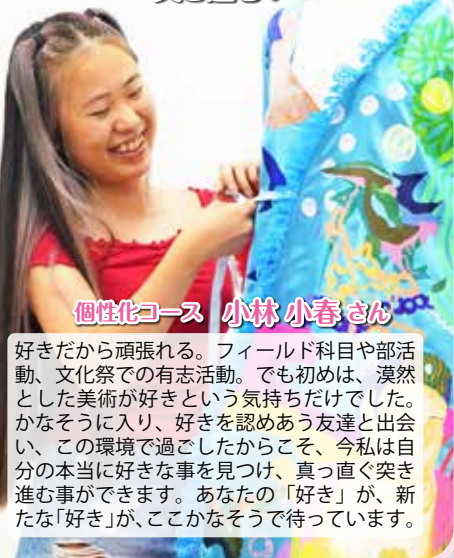 個性化コース 小林 小春 さん
好きだから頑張れる。フィールド科目や部活
動、文化祭での有志活動。でも初めは、漠然
とした美術が好きという気持ちだけでした。
かなそうに入り、好きを認めあう友達と出会
い、この環境で過ごしたからこそ、今私は自
分の本当に好きな事を見つけ、真っ直ぐ突き
進む事ができます。あなたの「好き」が、新
たな「好き」が、ここかなそうで待っています。